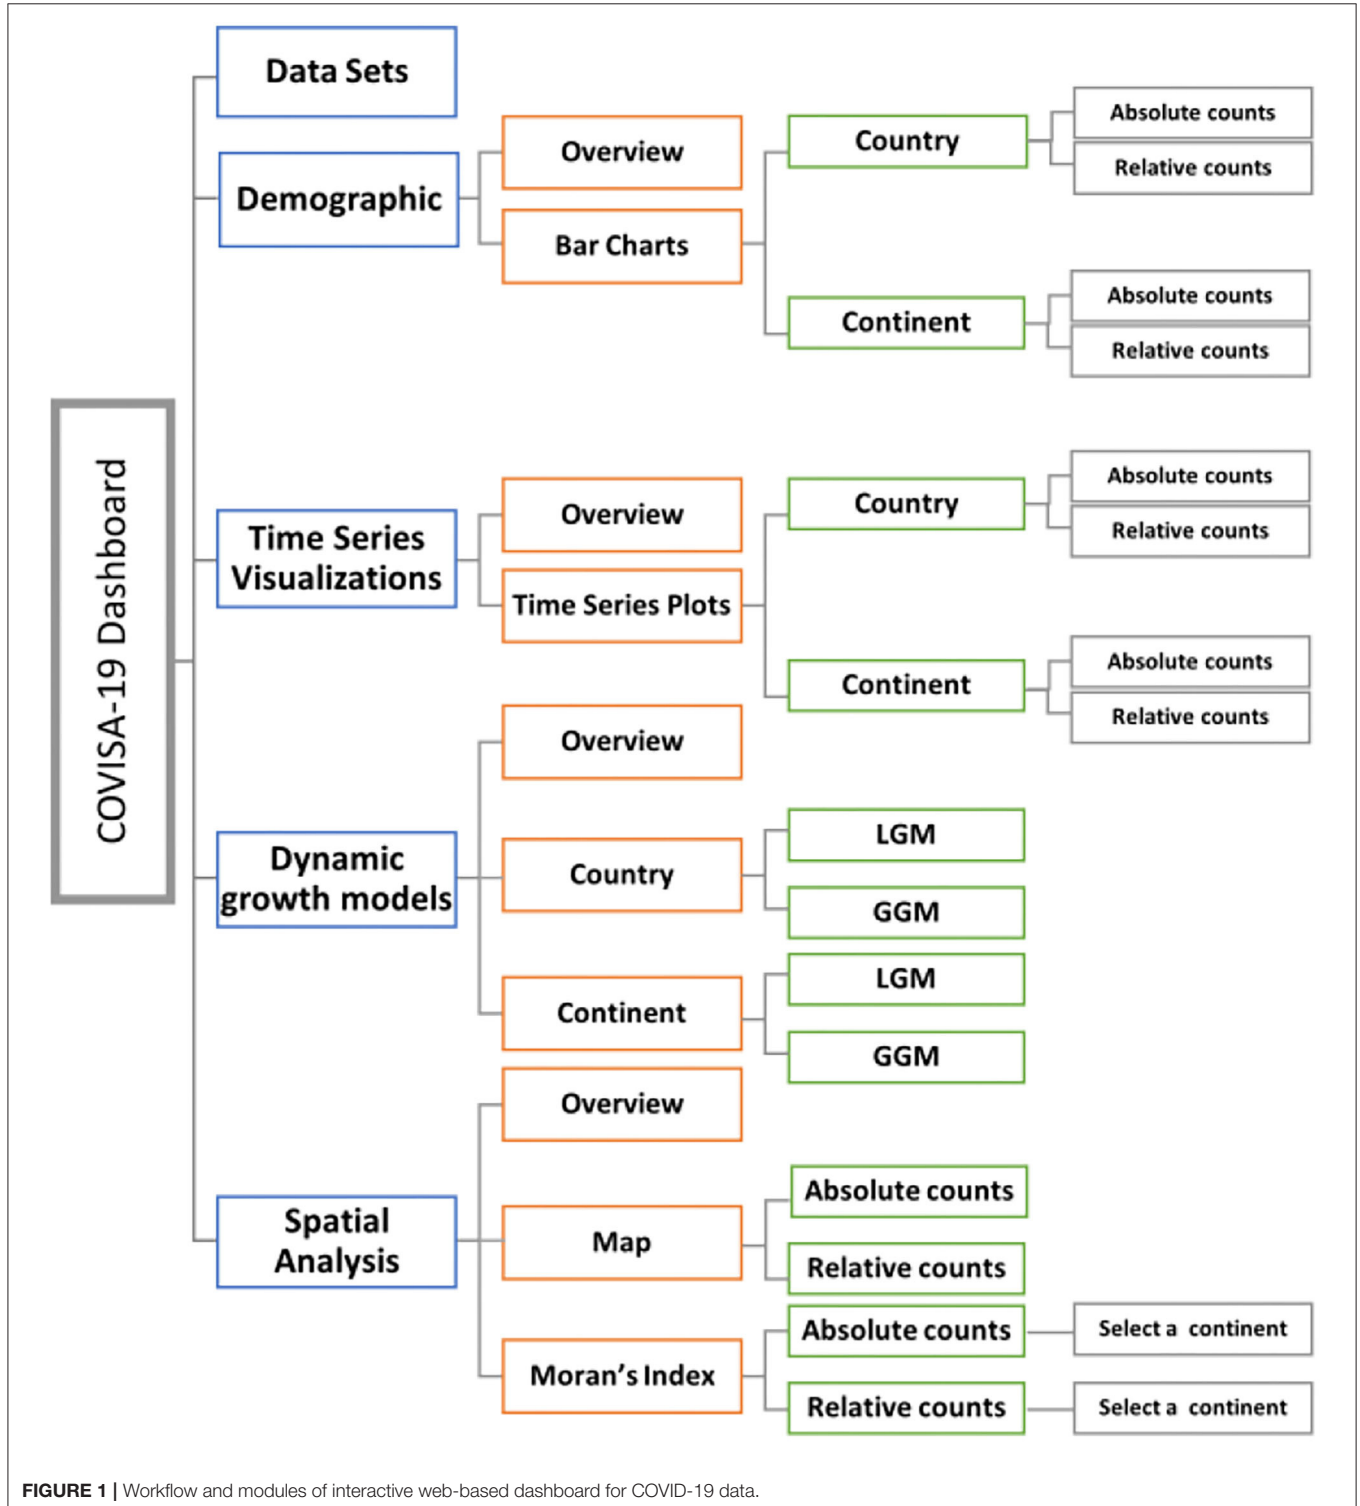 COVISA-19 Dashboard
Data Sets
Demographic
Overview
Bar Charts
Country
Absolute counts
Relative counts
Continent
Absolute counts
Relative counts
Time Series
Visualizations
Overview
Time Series Plots
Country
Absolute counts
Relative counts
Continent
Absolute counts
Relative counts
Dynamic
growth models
Overview
Country
LGM
GGM
Continent
LGM
GGM
Spatial
Analysis
Overview
Map
Absolute counts
Relative counts
Moran’s Index
Absolute counts
Select a continent
Relative counts
Select a continent
FIGURE 1 | Workflow and modules of interactive web-based dashboard for COVID-19 data.